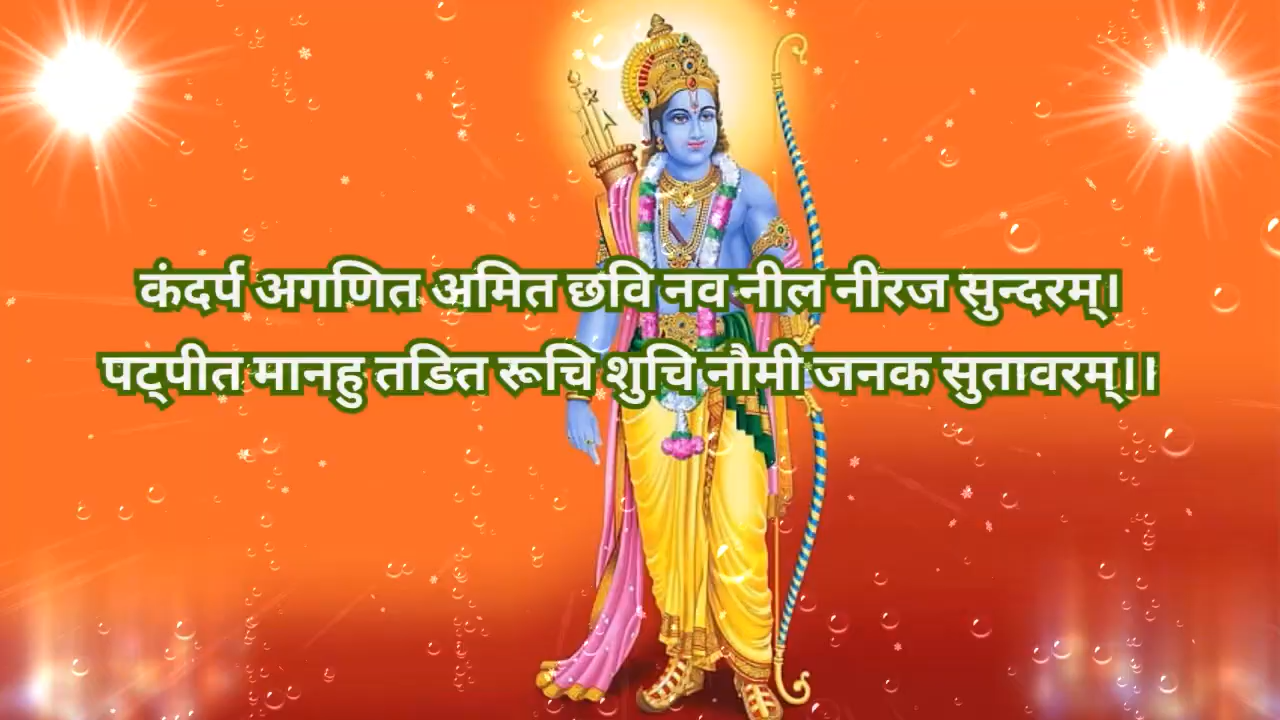 कंदर्प अगणित अमित छवि नव नील नीरज सुन्दरम्।
पट्पीत मानहु तडित रूचि शुचि नौमी जनक सुतावरम्।।